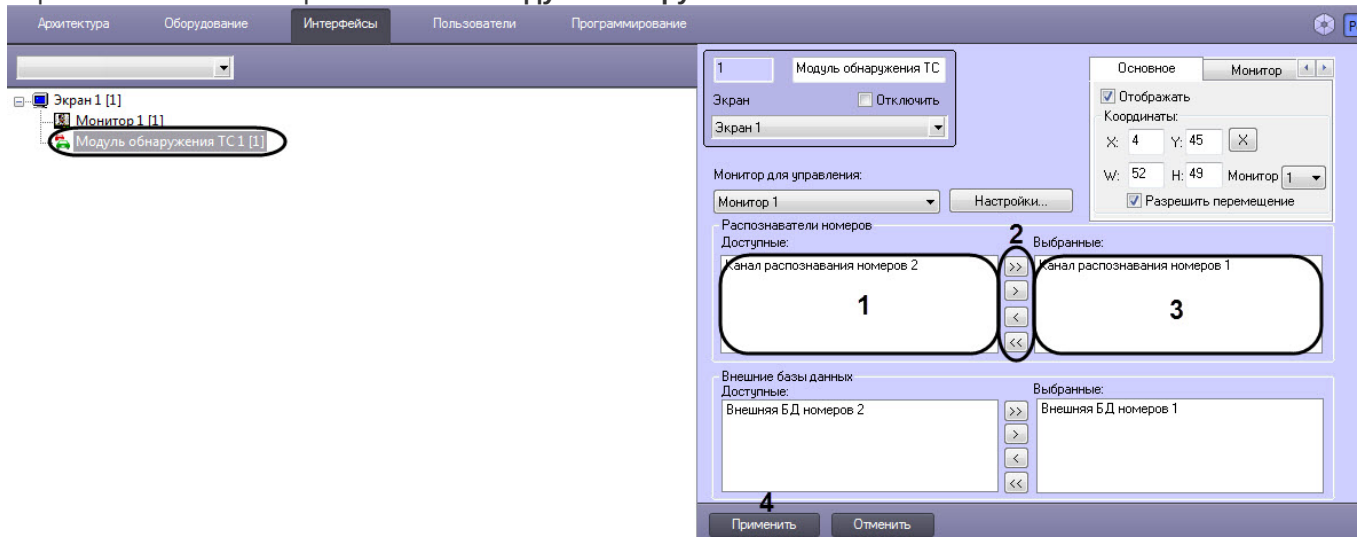 Архитектура Оборудование Интерфейсы Пользователи Программирование
Экран 1 [1]
Монитор 1 [1]
Модуль обнаружения ТС 1 [1]
1 Модуль обнаружения ТС
Экран Отключить
Экран 1
Основное Монитор
Отображать
Координаты:
X: 4 Y: 45 X
W: 52 H: 49 Монитор 1
Разрешить перемещение
Монитор для управления:
Монитор 1 Настройки...
Распознаватели номеров
Доступные: 2 Выбранные:
Канал распознавания номеров 2 >> Канал распознавания номеров 1
>
1 3
<
<<
Внешние базы данных
Доступные: Выбранные:
Внешняя БД номеров 2 >> Внешняя БД номеров 1
>
<
<<
4
Применить Отменить